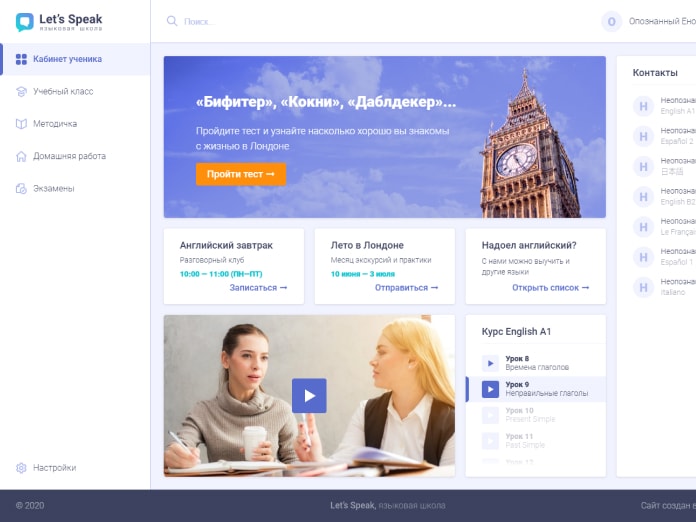 Let's Speak
языковая школа
Поиск...
О
Опознанный Ено
Кабинет ученика
Учебный класс
Методичка
Домашняя работа
Экзамены
Настройки
«Бифитер», «Кокни», «Даблдекер»...
Пройдите тест и узнайте насколько хорошо вы знакомы
с жизнью в Лондоне
Пройти тест →
Английский завтрак
Разговорный клуб
10:00 — 11:00 (ПН—ПТ)
Записаться →
Лето в Лондоне
Месяц экскурсий и практики
10 июня — 3 июля
Отправиться →
Надоел английский?
С нами можно выучить и
другие языки
Открыть список →
Курс English A1
Урок 8
Времена глаголов
Урок 9
Неправильные глаголы
Урок 10
Present Simple
Урок 11
Past Simple
Урок 12
Контакты
Н
Неопозна
English A1
Н
Неопозна
Español 2
Н
Неопозна
日本語
Н
Неопозна
English B2
Н
Неопозна
Le Françai
Н
Неопозна
Español 1
Н
Неопозна
Italiano
© 2020
Let's Speak, языковая школа
Сайт создан в